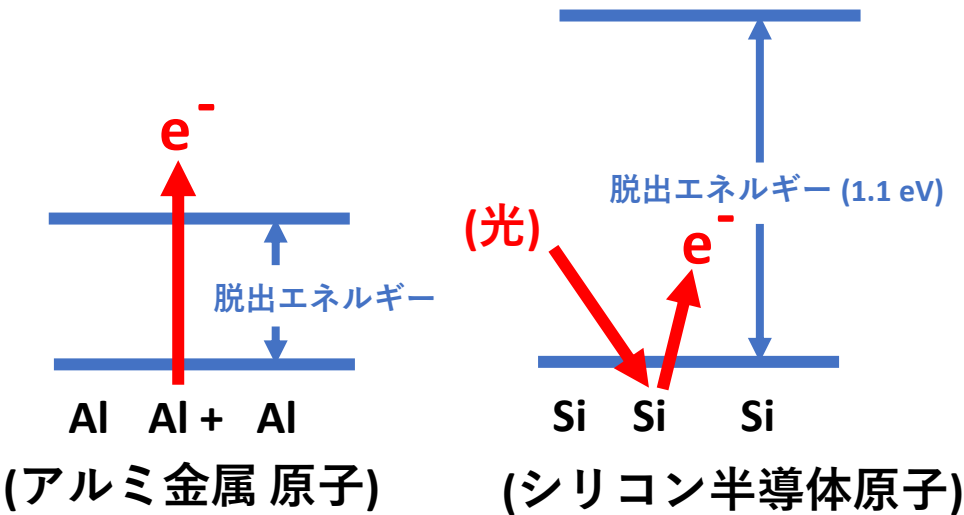 e⁻
脱出エネルギー
Al Al + Al
(アルミ金属 原子)
脱出エネルギー (1.1 eV)
(光)
e⁻
Si Si Si
(シリコン半導体原子)